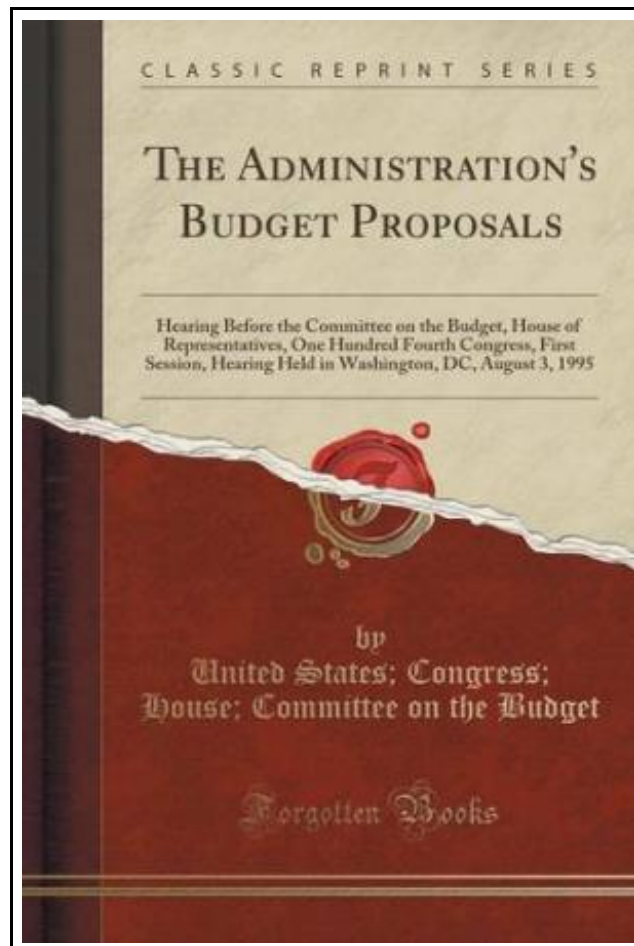 CLASSIC REPRINT SERIES
THE ADMINISTRATION'S
BUDGET PROPOSALS
Hearing Before the Committee on the Budget, House of
Representatives, One Hundred Fourth Congress, First
Session, Hearing Held in Washington, DC, August 3, 1995
by
United States; Congress;
House; Committee on the Budget
Forgotten Books